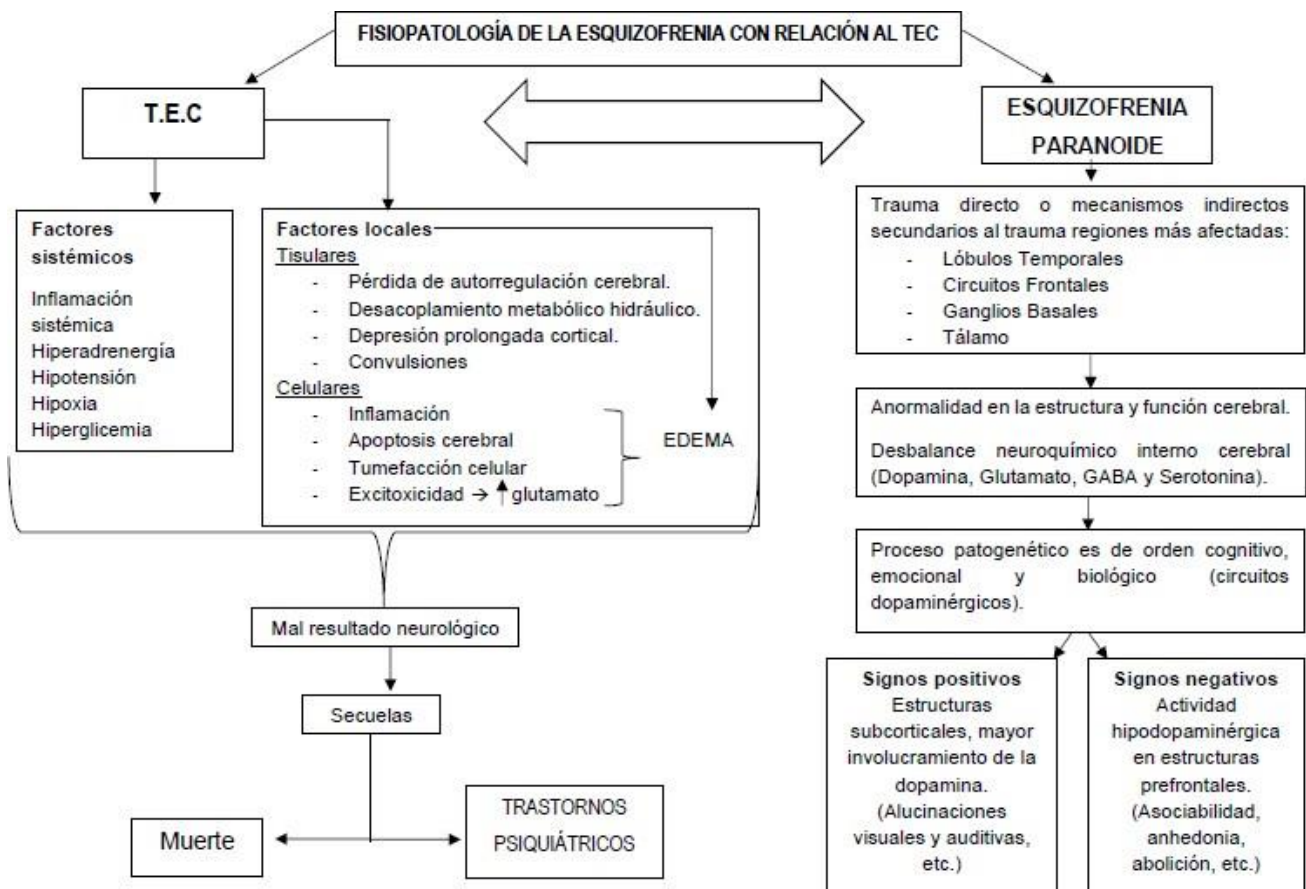 FISIOPATOLOGÍA DE LA ESQUIZOFRENIA CON RELACIÓN AL TEC
T.E.C
Factores
sistémicos
Inflamación
sistémica
Hiperadrenergía
Hipotensión
Hipoxia
Hiperglicemia
Factores locales
Tisulares
- Pérdida de autorregulación cerebral.
- Desacoplamiento metabólico hidráulico.
- Depresión prolongada cortical.
- Convulsiones
Celulares
- Inflamación
- Apoptosis cerebral
- Tumefacción celular
- Excitoxicidad → ↑ glutamato
EDEMA
Mal resultado neurológico
Secuelas
Muerte
TRASTORNOS
PSIQUIÁTRICOS
ESQUIZOFRENIA
PARANOIDE
Trauma directo o mecanismos indirectos
secundarios al trauma regiones más afectadas:
- Lóbulos Temporales
- Circuitos Frontales
- Ganglios Basales
- Tálamo
Anormalidad en la estructura y función cerebral.
Desbalance neuroquímico interno cerebral
(Dopamina, Glutamato, GABA y Serotonina).
Proceso patogenético es de orden cognitivo,
emocional y biológico (circuitos
dopaminérgicos).
Signos positivos
Estructuras
subcorticales, mayor
involucramiento de la
dopamina.
(Alucinaciones
visuales y auditivas,
etc.)
Signos negativos
Actividad
hipodopaminérgica
en estructuras
prefrontales.
(Asociabilidad,
anhedonia,
abolición, etc.)